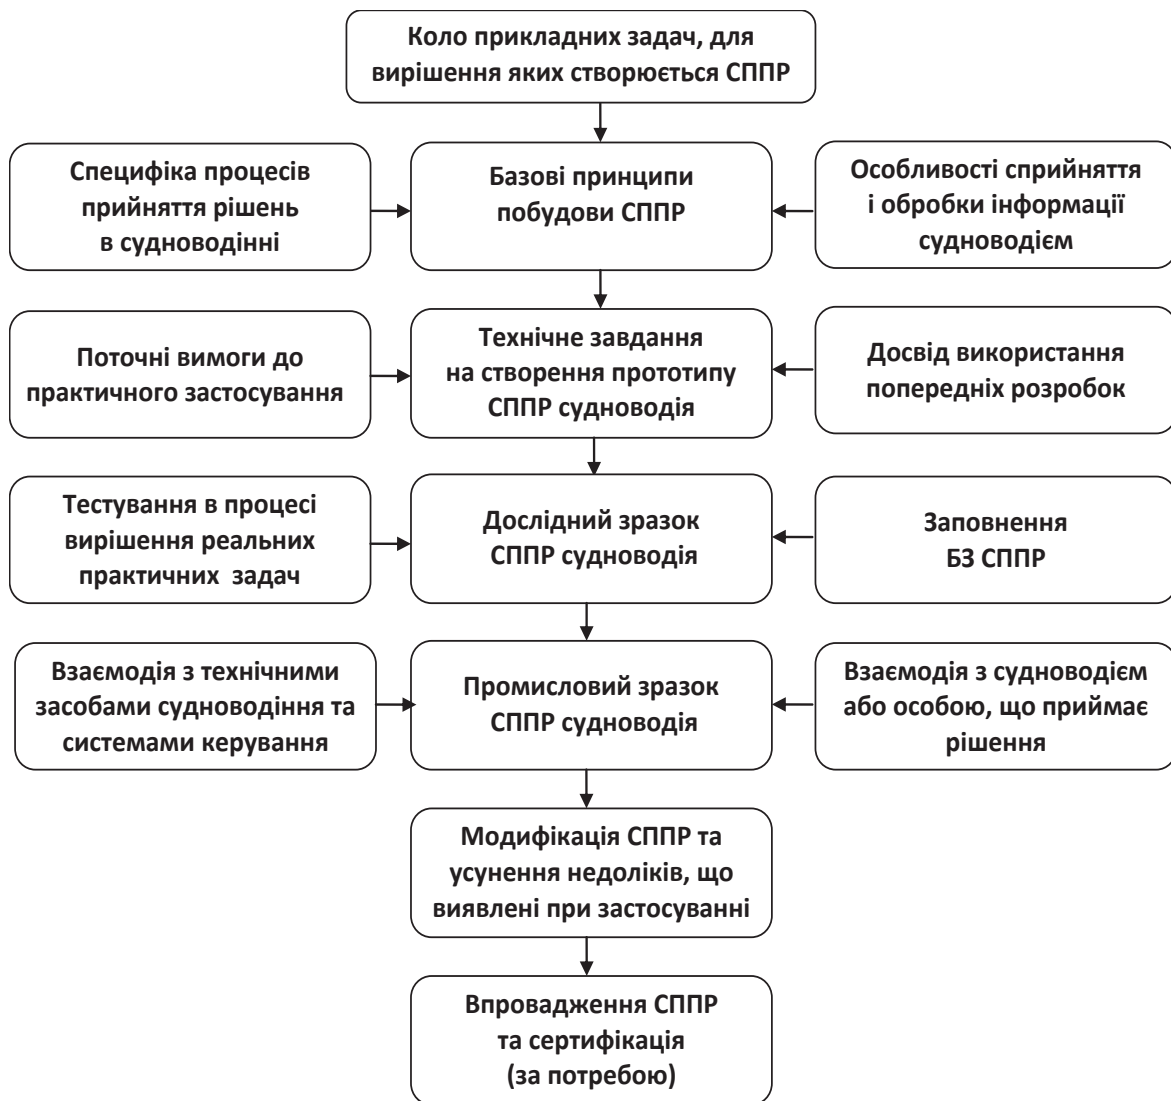 Коло прикладних задач, для
вирішення яких створюється СППР
Специфіка процесів
прийняття рішень
в судноводінні
Базові принципи
побудови СППР
Особливості сприйняття
і обробки інформації
судноводієм
Поточні вимоги до
практичного застосування
Технічне завдання
на створення прототипу
СППР судноводія
Досвід використання
попередніх розробок
Тестування в процесі
вирішення реальних
практичних задач
Дослідний зразок
СППР судноводія
Заповнення
БЗ СППР
Взаємодія з технічними
засобами судноводіння та
системами керування
Промисловий зразок
СППР судноводія
Взаємодія з судноводієм
або особою, що приймає
рішення
Модифікація СППР та
усунення недоліків, що
виявлені при застосуванні
Впровадження СППР
та сертифікація
(за потребою)